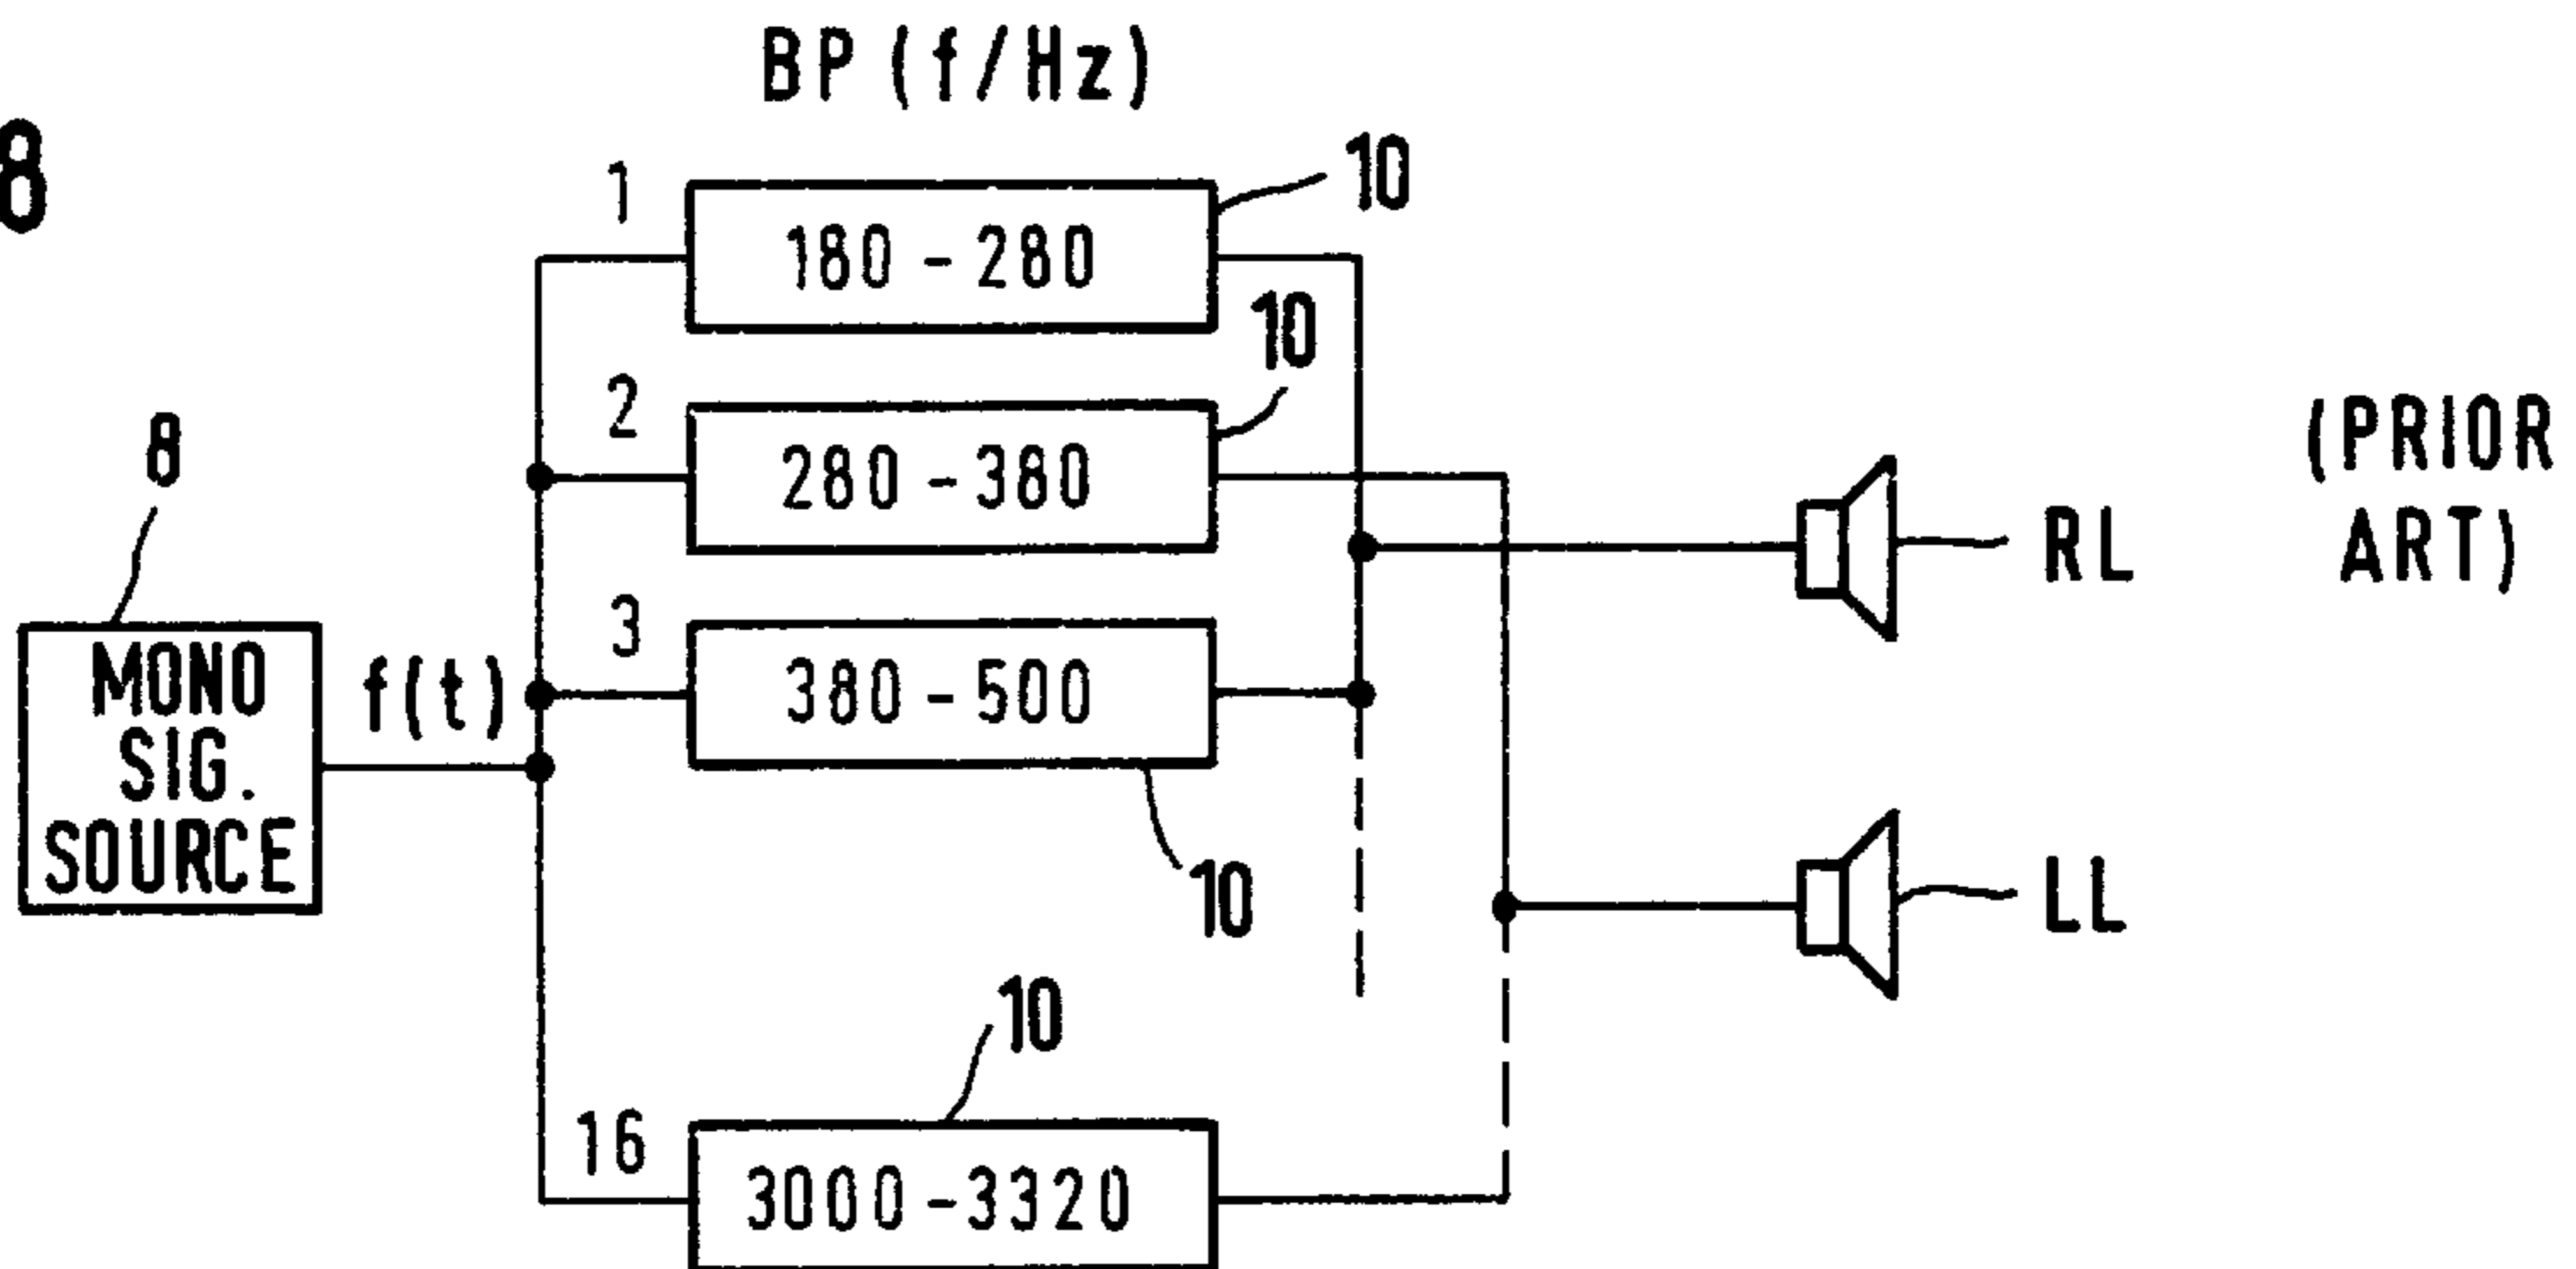 BP (f/Hz)
8
1
180 - 280
10
2
280 - 380
10
3
380 - 500
10
16
3000 - 3320
10
8
MONO
SIG.
SOURCE
f(t)
RL
LL
(PRIOR
ART)